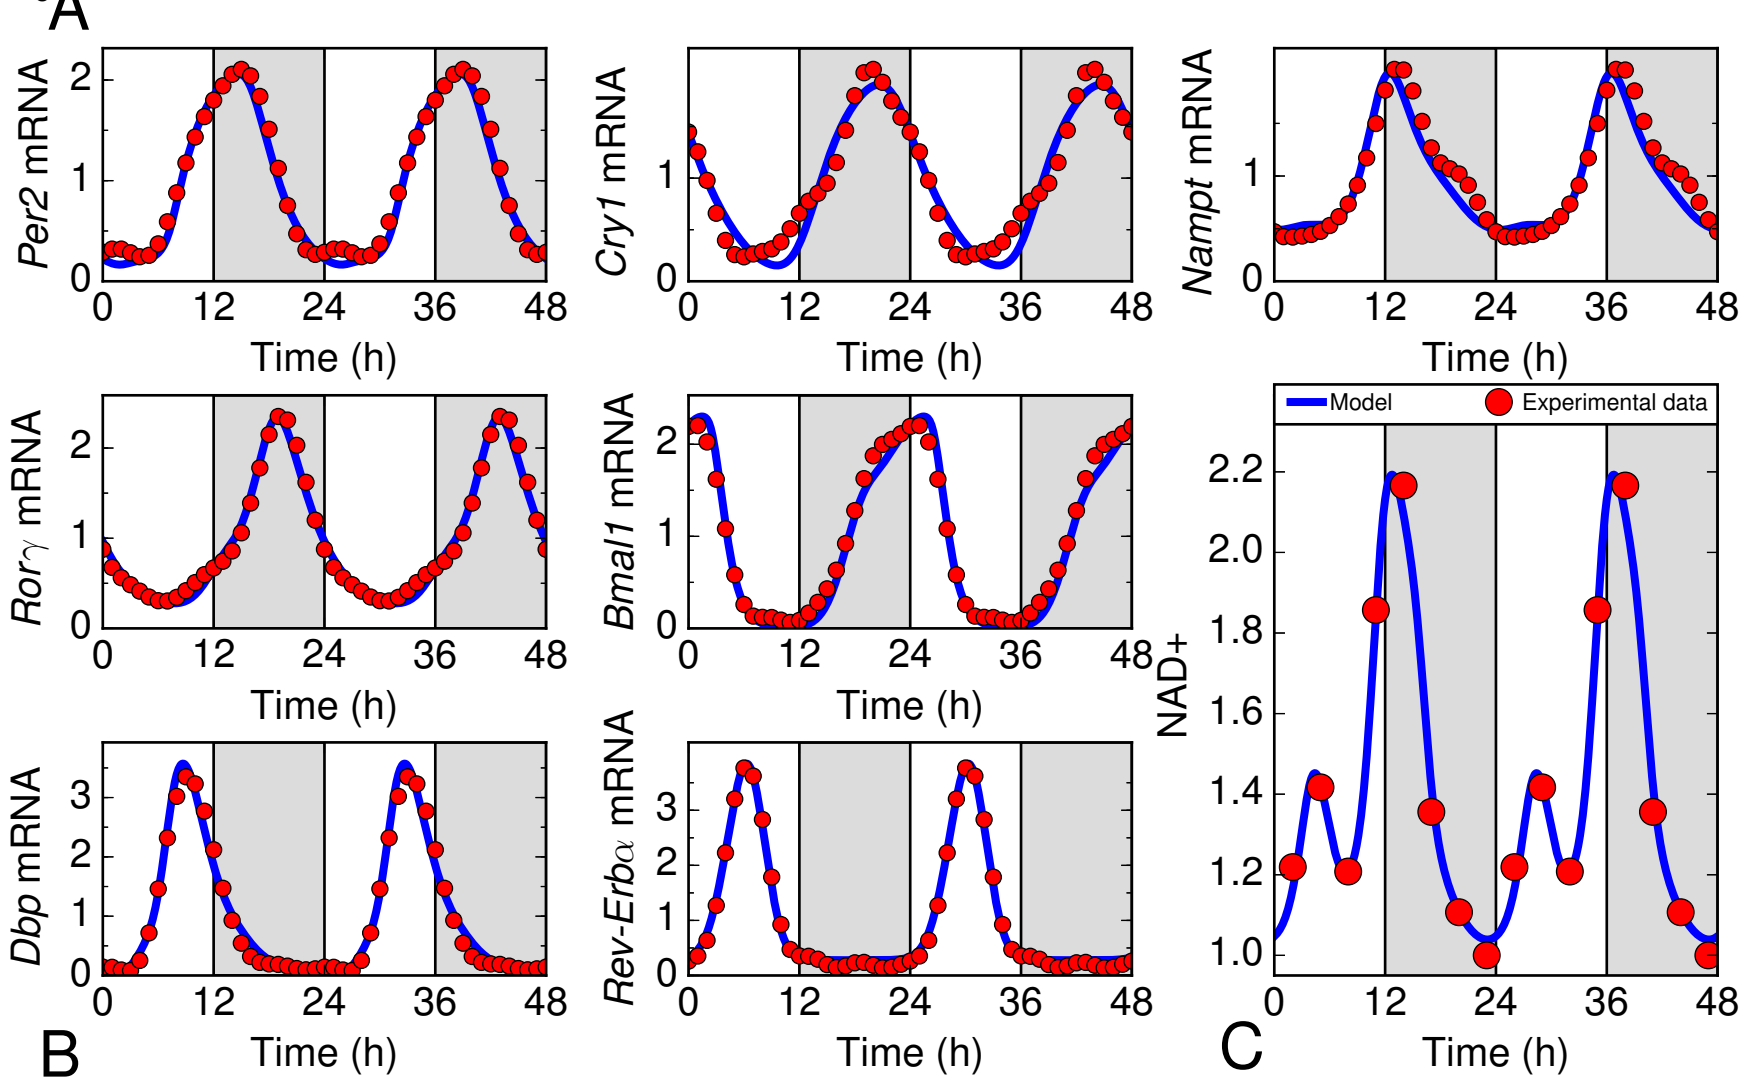 A
Per2 mRNA
2
1
0
0 12 24 36 48
Time (h)
Cry1 mRNA
1
0
0 12 24 36 48
Time (h)
Nampt mRNA
1
0
0 12 24 36 48
Time (h)
Rorγ mRNA
2
1
0
0 12 24 36 48
Time (h)
Bmal1 mRNA
2
1
0
0 12 24 36 48
Time (h)
Dbp mRNA
3
2
1
0
0 12 24 36 48
Time (h)
Rev-Erbα mRNA
3
2
1
0
0 12 24 36 48
Time (h)
Model Experimental data
NAD+
2.2
2.0
1.8
1.6
1.4
1.2
1.0
0 12 24 36 48
Time (h)
B
C